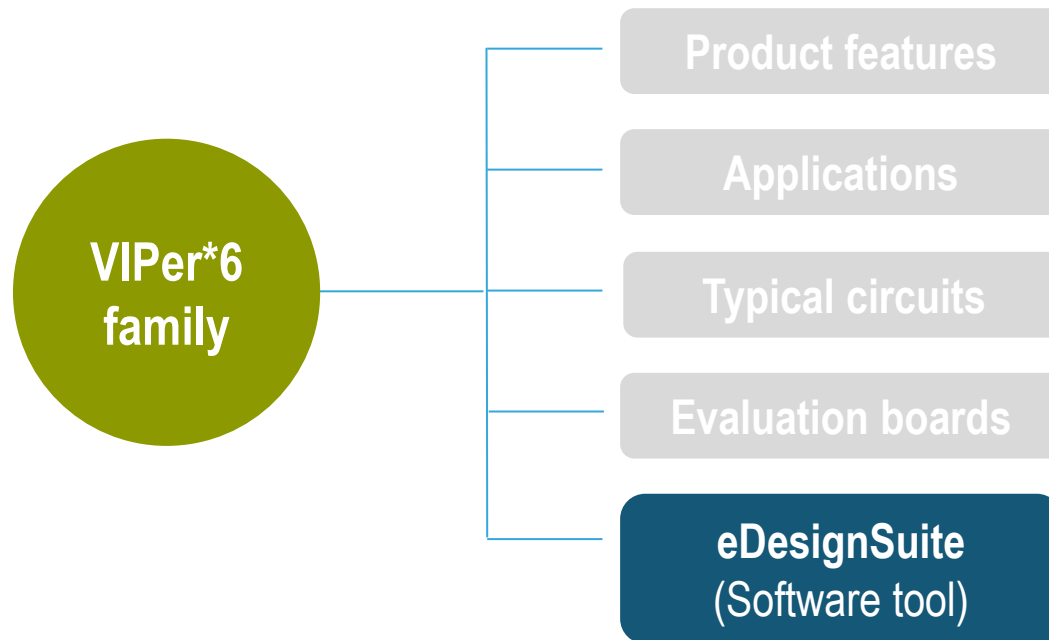 VIPer*6
family
Product features
Applications
Typical circuits
Evaluation boards
eDesignSuite
(Software tool)